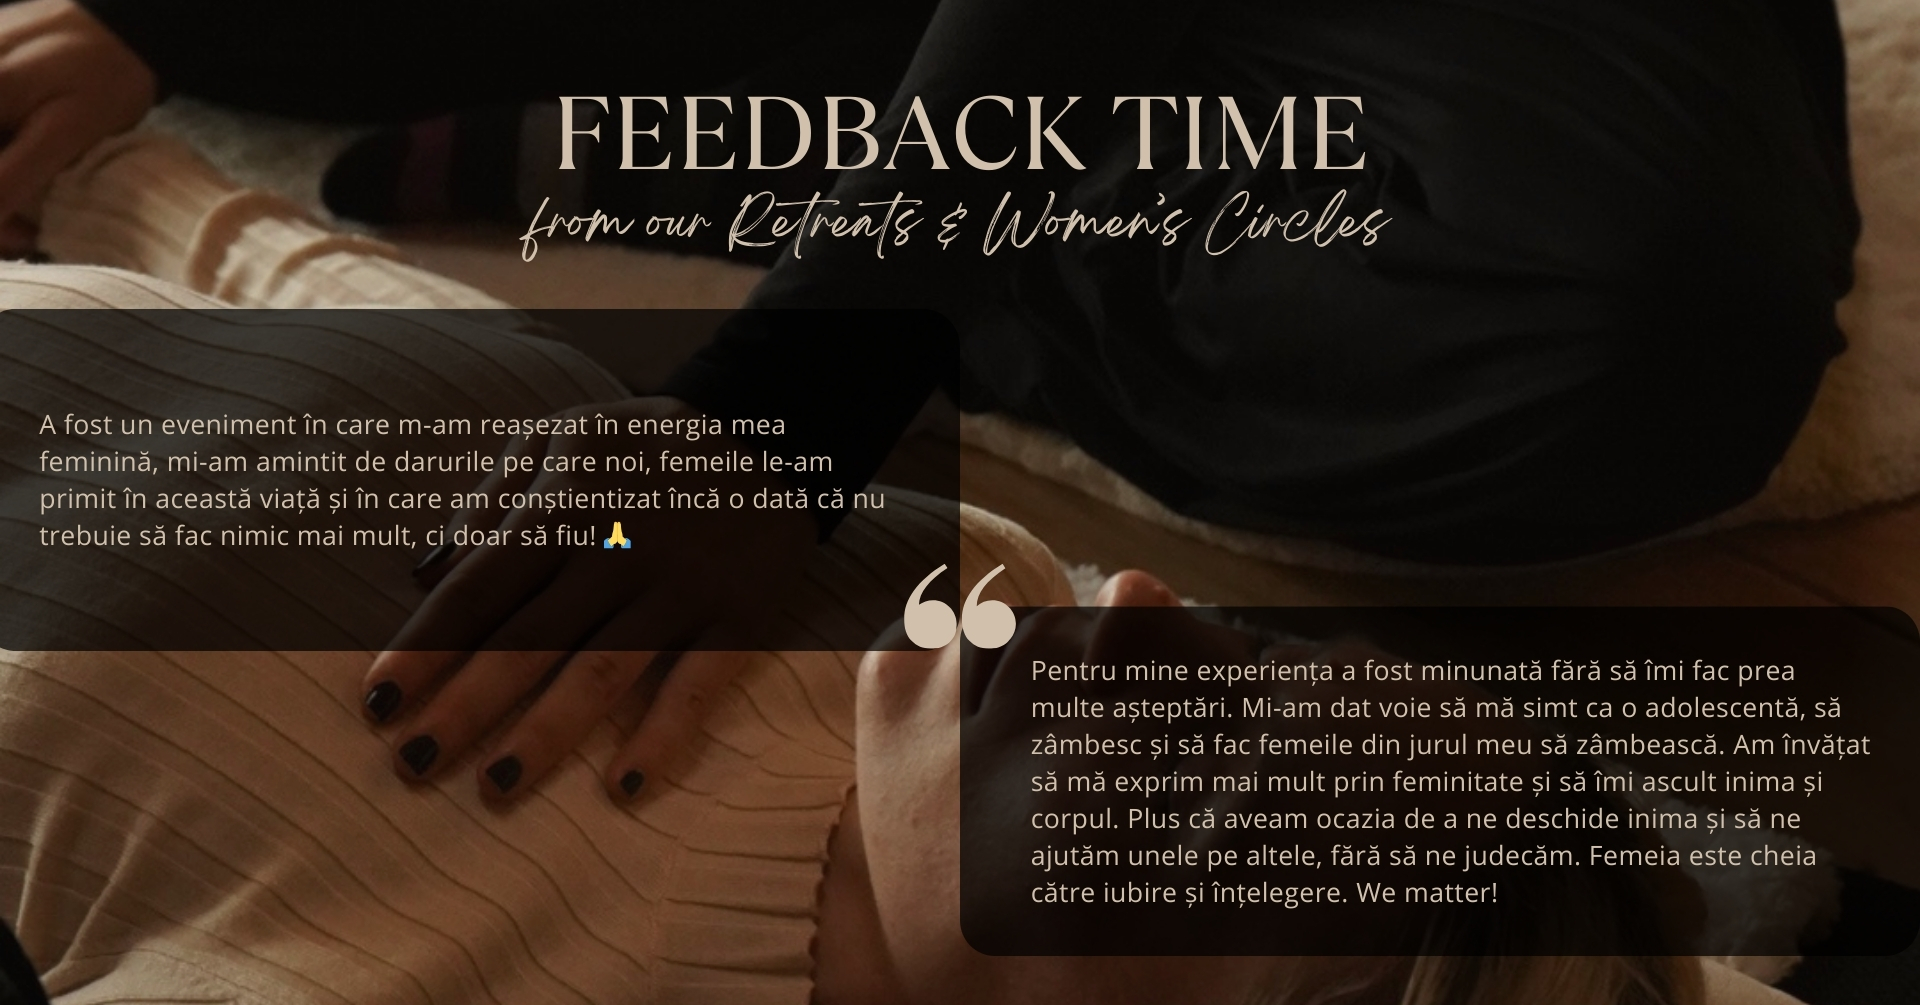 FEEDBACK TIME
from our Retreats & Women's Circles
A fost un eveniment în care m-am reașezat în energia mea
feminină, mi-am amintit de darurile pe care noi, femeile le-am
primit în această viață și în care am conștientizat încă o dată că nu
trebuie să fac nimic mai mult, ci doar să fiu! 🙏
Pentru mine experiența a fost minunată fără să îmi fac prea
multe așteptări. Mi-am dat voie să mă simt ca o adolescentă, să
zâmbesc și să fac femeile din jurul meu să zâmbească. Am învățat
să mă exprim mai mult prin feminitate și să îmi ascult inima și
corpul. Plus că aveam ocazia de a ne deschide inima și să ne
ajutăm unele pe altele, fără să ne judecăm. Femeia este cheia
către iubire și înțelegere. We matter!